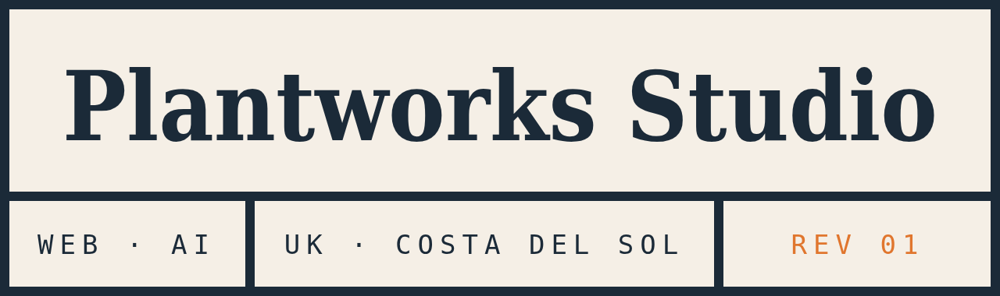 Plantworks Studio
WEB · AI
UK · COSTA DEL SOL
REV 01